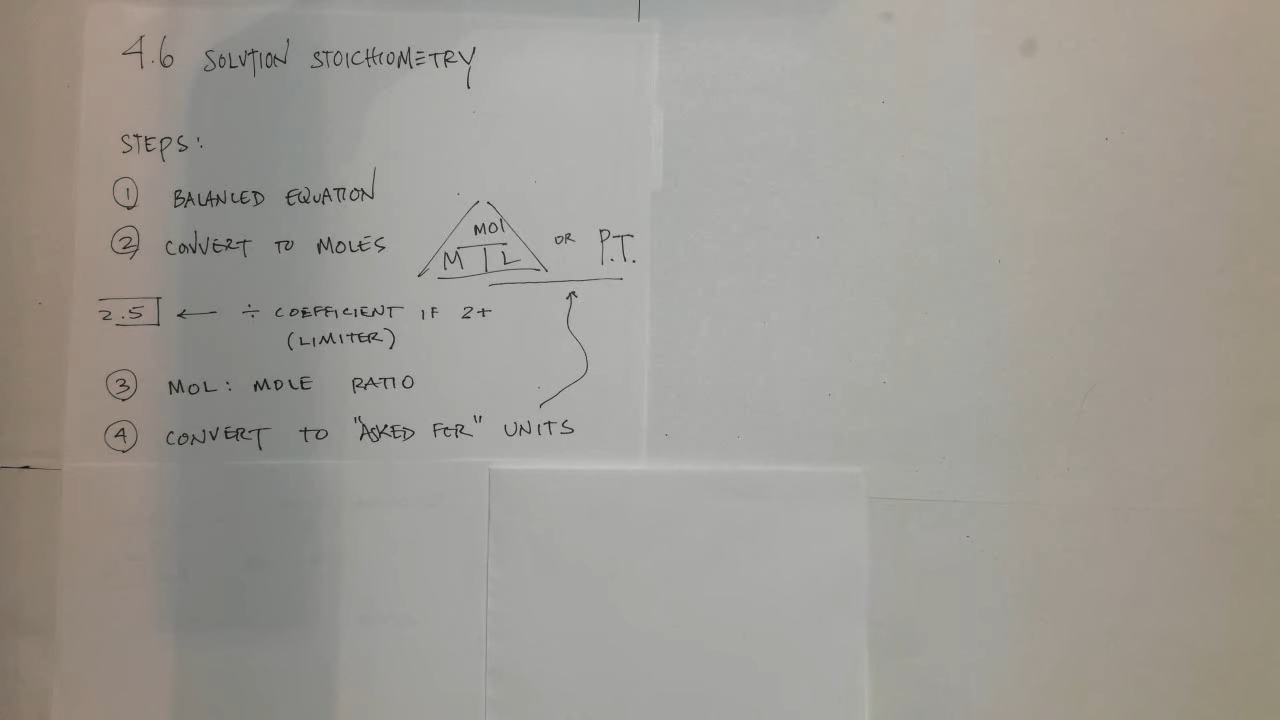 4.6 SOLUTION STOICHIOMETRY
STEPS:
① BALANCED EQUATION
② CONVERT TO MOLES
MOl
M L
OR P.T.
2.5 ← ÷ COEFFICIENT IF 2+
(LIMITER)
③ MOL: MOLE RATIO
④ CONVERT TO "ASKED FOR" UNITS